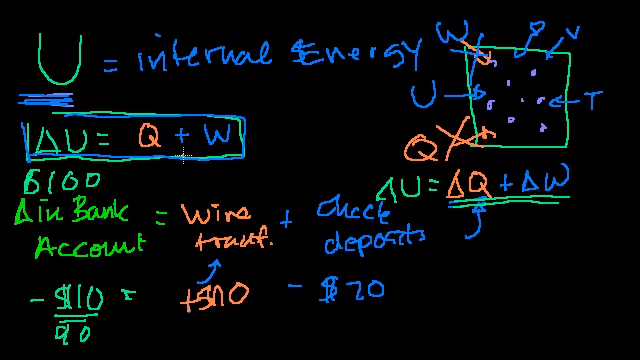 U = internal Energy
W P V
U T
ΔU = Q + W
Q
$100
ΔU = ΔQ + ΔW
Δ in Bank Account = Wire transf. + check deposits
- $10 = +$10 - $20
90